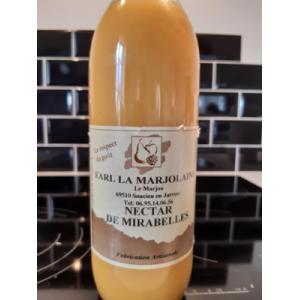 Le respect
du goût
EARL LA MARJOLAINE
Le Marjon
69510 Soucieu en Jarrest
Tel: 06.95.14.06.56
NECTAR
DE MIRABELLES
Fabrication Artisanale